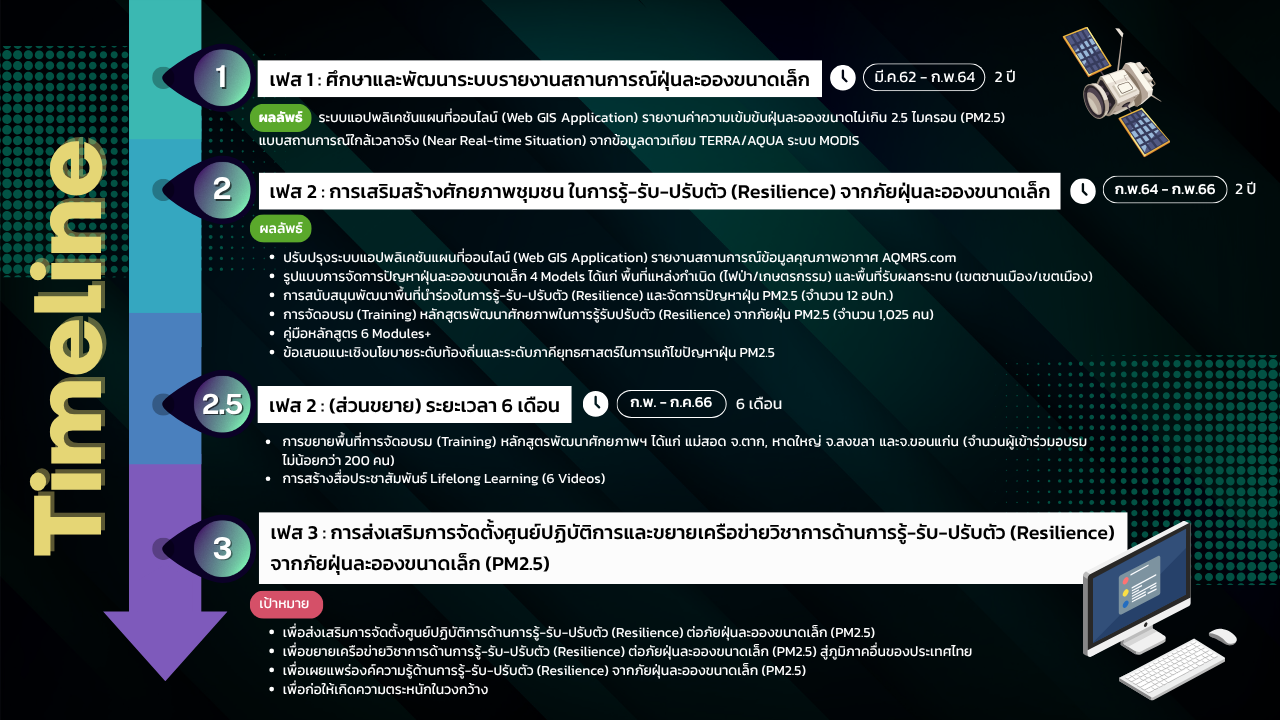 Timeline
1
เฟส 1 : ศึกษาและพัฒนาระบบรายงานสถานการณ์ฝุ่นละอองขนาดเล็ก
มี.ค.62 - ก.พ.64 2 ปี
ผลลัพธ์ ระบบแอปพลิเคชันแผนที่ออนไลน์ (Web GIS Application) รายงานค่าความเข้มข้นฝุ่นละอองขนาดไม่เกิน 2.5 ไมครอน (PM2.5)
แบบสถานการณ์ใกล้เวลาจริง (Near Real-time Situation) จากข้อมูลดาวเทียม TERRA/AQUA ระบบ MODIS
2
เฟส 2 : การเสริมสร้างศักยภาพชุมชน ในการรู้-รับ-ปรับตัว (Resilience) จากภัยฝุ่นละอองขนาดเล็ก
ก.พ.64 - ก.พ.66 2 ปี
ผลลัพธ์
• ปรับปรุงระบบแอปพลิเคชันแผนที่ออนไลน์ (Web GIS Application) รายงานสถานการณ์ข้อมูลคุณภาพอากาศ AQMRS.com
• รูปแบบการจัดการปัญหาฝุ่นละอองขนาดเล็ก 4 Models ได้แก่ พื้นที่แหล่งกำเนิด (ไฟป่า/เกษตรกรรม) และพื้นที่รับผลกระทบ (เขตชานเมือง/เขตเมือง)
• การสนับสนุนพัฒนาพื้นที่นำร่องในการรู้-รับ-ปรับตัว (Resilience) และจัดการปัญหาฝุ่น PM2.5 (จำนวน 12 อปท.)
• การจัดอบรม (Training) หลักสูตรพัฒนาศักยภาพในการรู้รับปรับตัว (Resilience) จากภัยฝุ่น PM2.5 (จำนวน 1,025 คน)
• คู่มือหลักสูตร 6 Modules+
• ข้อเสนอแนะเชิงนโยบายระดับท้องถิ่นและระดับภาคียุทธศาสตร์ในการแก้ไขปัญหาฝุ่น PM2.5
2.5
เฟส 2 : (ส่วนขยาย) ระยะเวลา 6 เดือน
ก.พ. - ก.ค.66 6 เดือน
• การขยายพื้นที่การจัดอบรม (Training) หลักสูตรพัฒนาศักยภาพฯ ได้แก่ แม่สอด จ.ตาก, หาดใหญ่ จ.สงขลา และจ.ขอนแก่น (จำนวนผู้เข้าร่วมอบรม
ไม่น้อยกว่า 200 คน)
• การสร้างสื่อประชาสัมพันธ์ Lifelong Learning (6 Videos)
3
เฟส 3 : การส่งเสริมการจัดตั้งศูนย์ปฏิบัติการและขยายเครือข่ายวิชาการด้านการรู้-รับ-ปรับตัว (Resilience)
จากภัยฝุ่นละอองขนาดเล็ก (PM2.5)
เป้าหมาย
• เพื่อส่งเสริมการจัดตั้งศูนย์ปฏิบัติการด้านการรู้-รับ-ปรับตัว (Resilience) ต่อภัยฝุ่นละอองขนาดเล็ก (PM2.5)
• เพื่อขยายเครือข่ายวิชาการด้านการรู้-รับ-ปรับตัว (Resilience) ต่อภัยฝุ่นละอองขนาดเล็ก (PM2.5) สู่ภูมิภาคอื่นของประเทศไทย
• เพื่อเผยแพร่องค์ความรู้ด้านการรู้-รับ-ปรับตัว (Resilience) จากภัยฝุ่นละอองขนาดเล็ก (PM2.5)
• เพื่อก่อให้เกิดความตระหนักในวงกว้าง